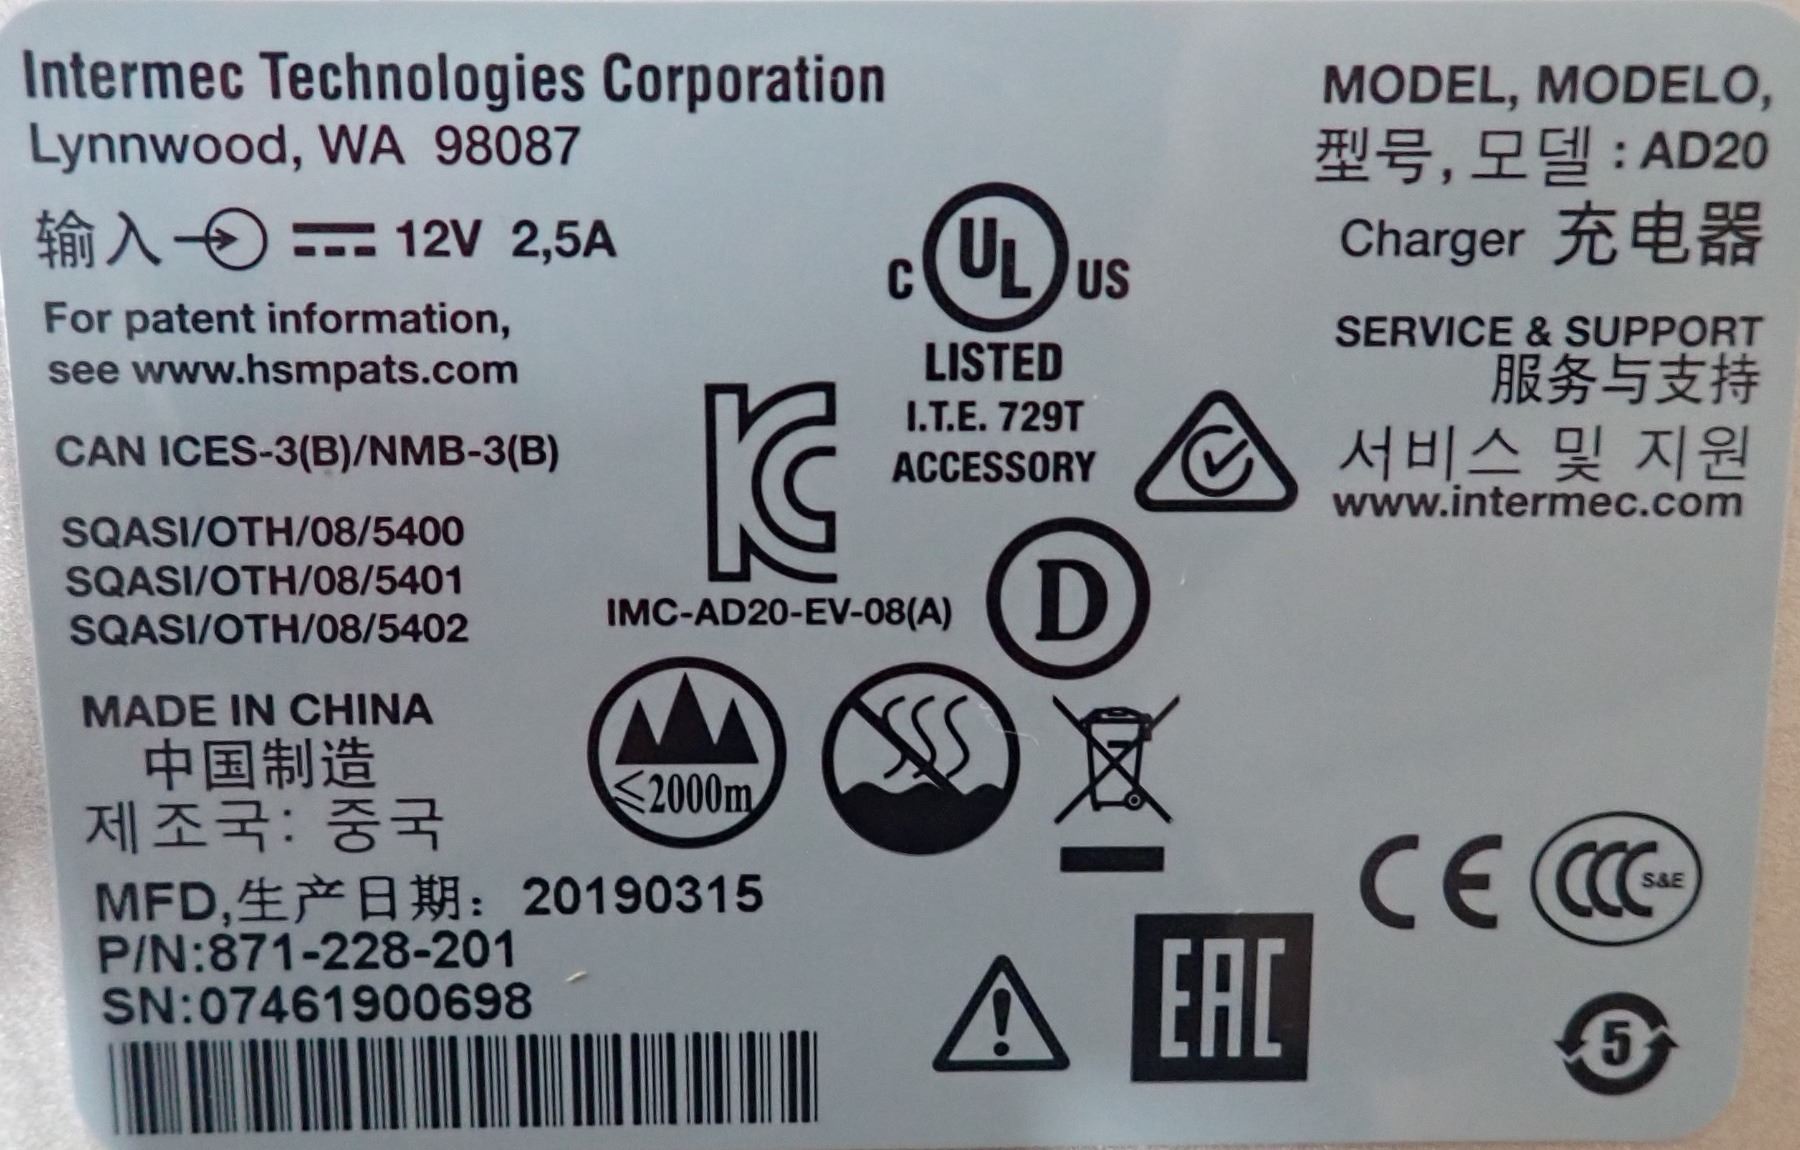 Intermec Technologies Corporation
Lynnwood, WA 98087
输入 12V 2,5A
For patent information,
see www.hsmpats.com
CAN ICES-3(B)/NMB-3(B)
SQASI/OTH/08/5400
SQASI/OTH/08/5401
SQASI/OTH/08/5402
MADE IN CHINA
中国制造
제조국: 중국
MFD,生产日期: 20190315
P/N:871-228-201
SN:07461900698
C UL US
LISTED
I.T.E. 729T
ACCESSORY
KC
IMC-AD20-EV-08(A)
D
≤2000m
MODEL, MODELO,
型号, 모델 : AD20
Charger 充电器
SERVICE & SUPPORT
服务与支持
서비스 및 지원
www.intermec.com
CE
CCC S&E
EAC
5